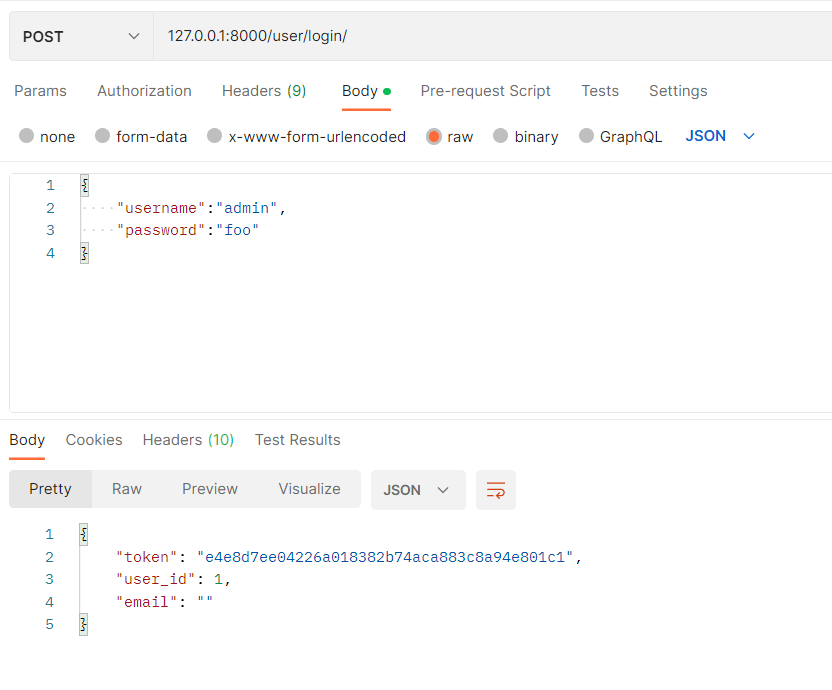 POST 127.0.0.1:8000/user/login/
Params Authorization Headers (9) Body Pre-request Script Tests Settings
none form-data x-www-form-urlencoded raw binary GraphQL JSON
1 {
2 ····"username":"admin",
3 ····"password":"foo"
4 }
Body Cookies Headers (10) Test Results
Pretty Raw Preview Visualize JSON
1 {
2 "token": "e4e8d7ee04226a018382b74aca883c8a94e801c1",
3 "user_id": 1,
4 "email": ""
5 }